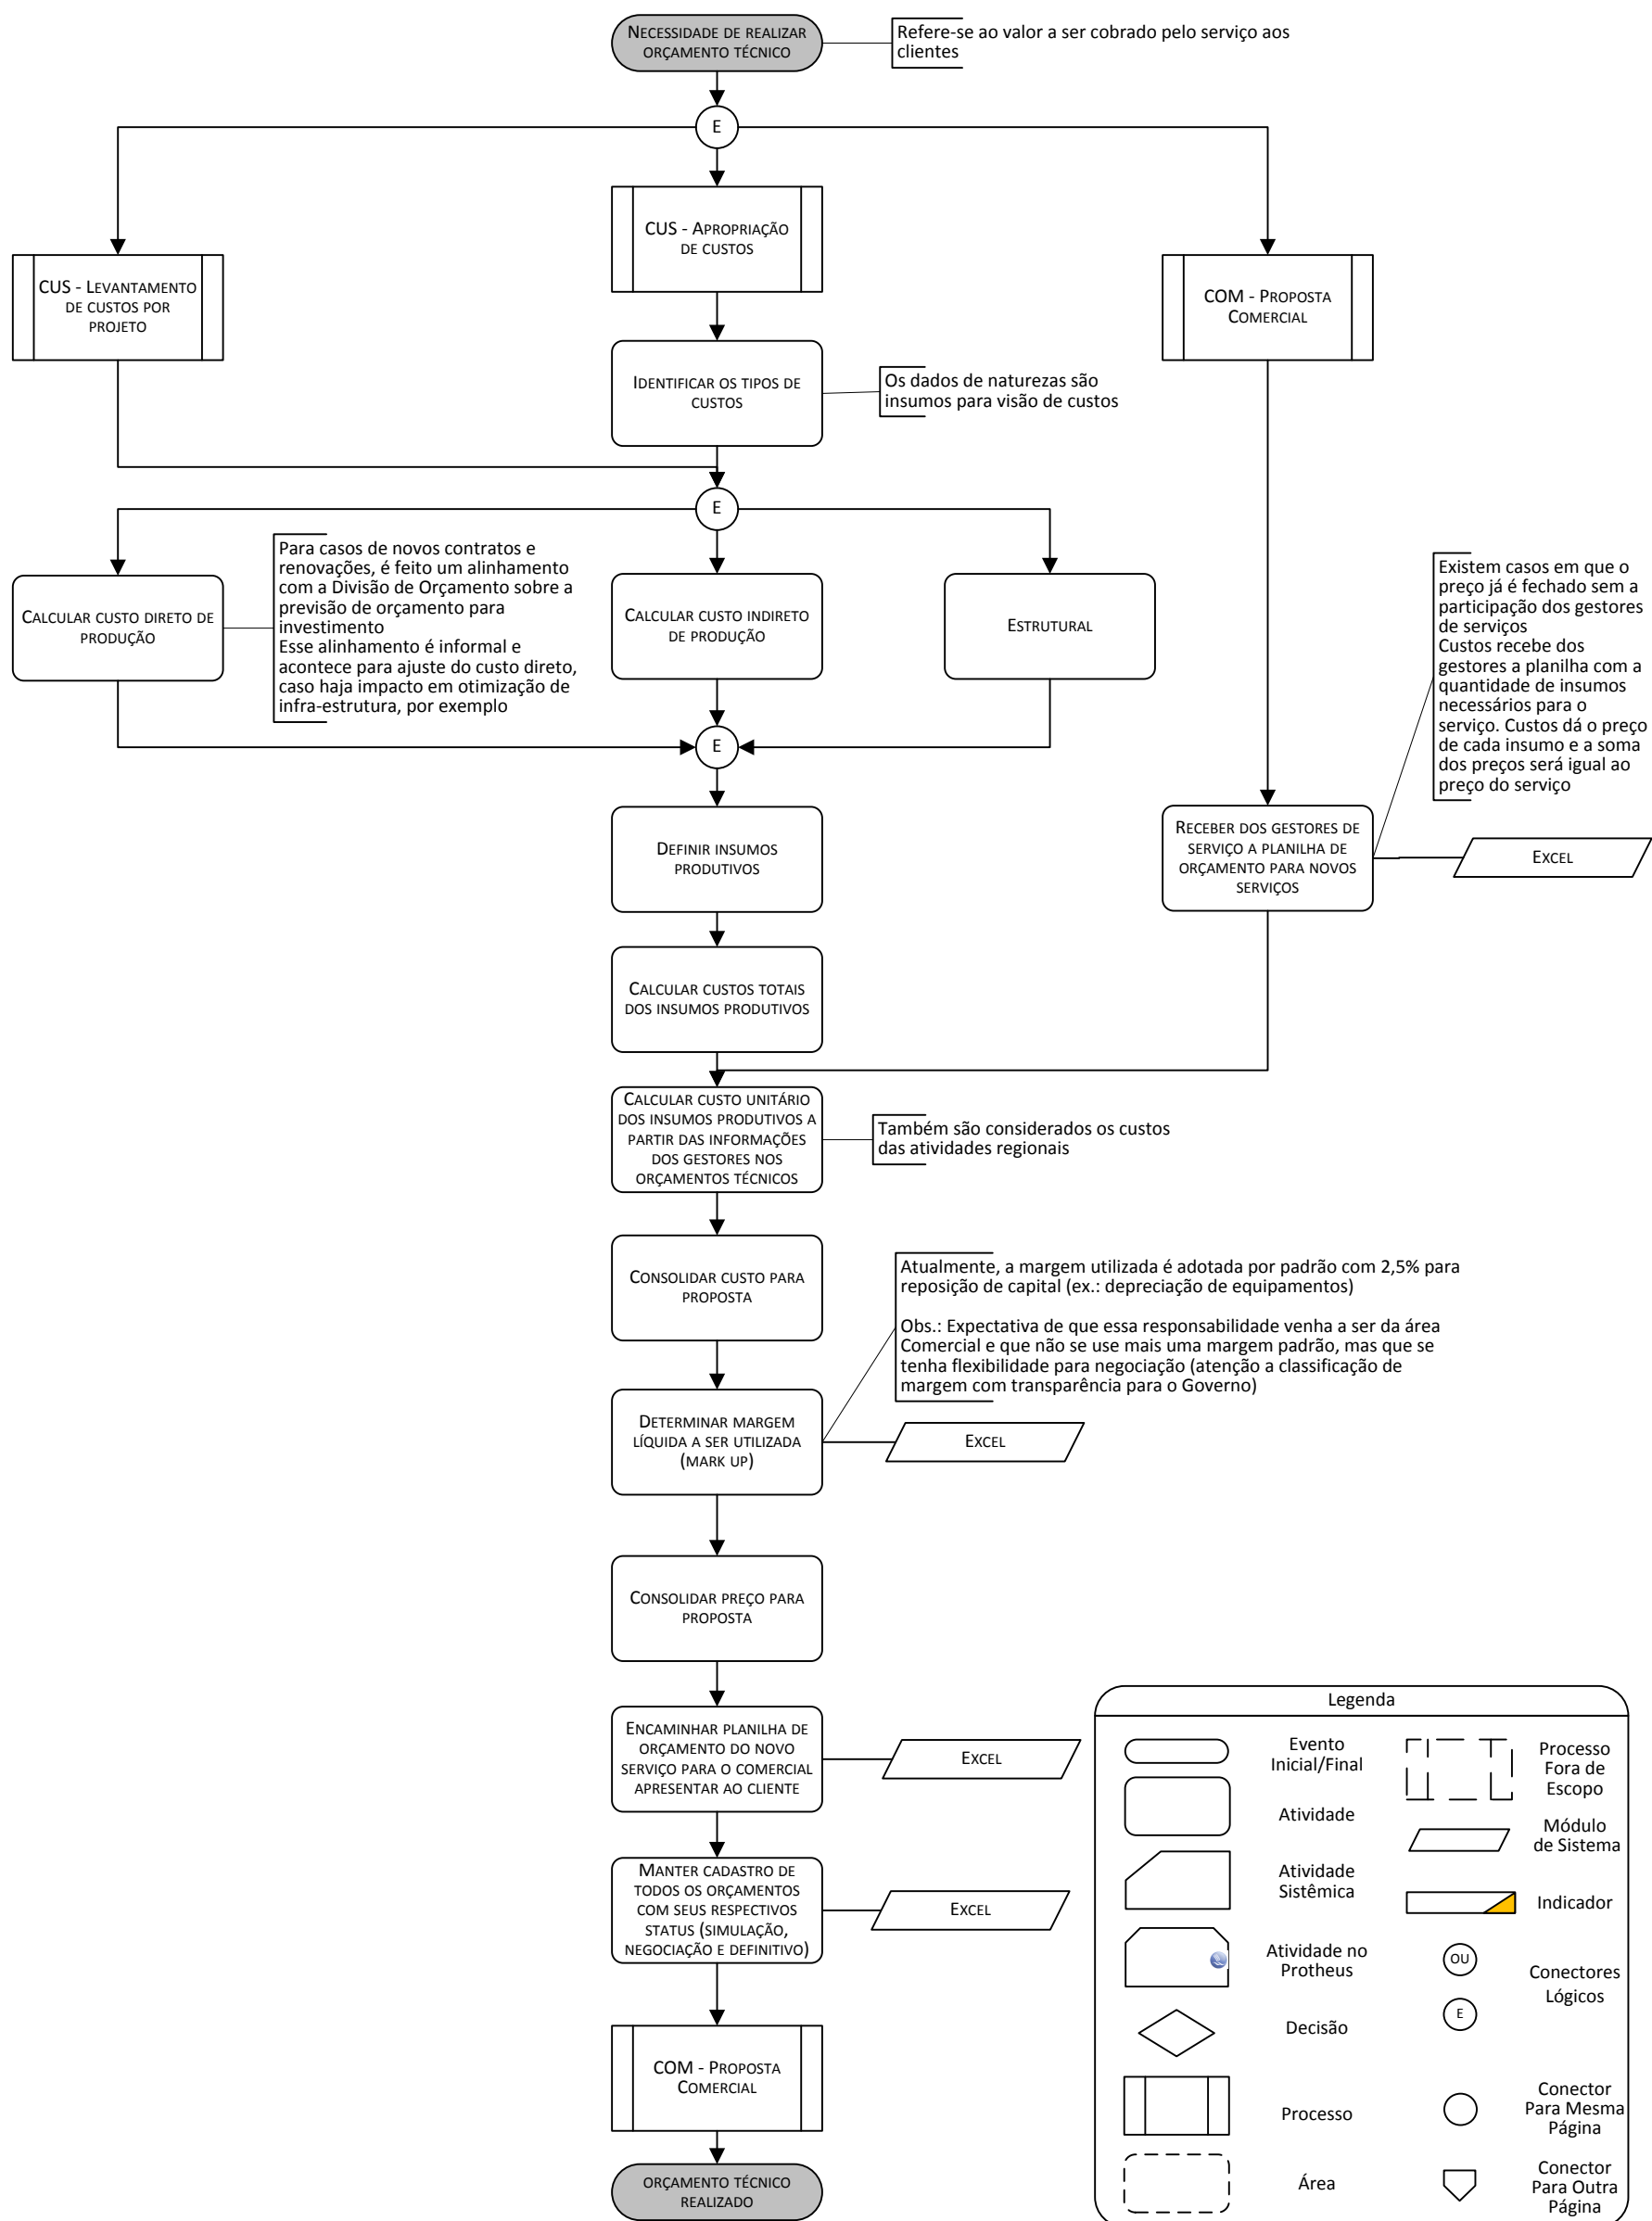 NECESSIDADE DE REALIZAR
ORÇAMENTO TÉCNICO
Refere-se ao valor a ser cobrado pelo serviço aos
clientes
E
CUS - LEVANTAMENTO
DE CUSTOS POR
PROJETO
CUS - APROPRIAÇÃO
DE CUSTOS
COM - PROPOSTA
COMERCIAL
IDENTIFICAR OS TIPOS DE
CUSTOS
Os dados de naturezas são
insumos para visão de custos
E
CALCULAR CUSTO DIRETO DE
PRODUÇÃO
Para casos de novos contratos e
renovações, é feito um alinhamento
com a Divisão de Orçamento sobre a
previsão de orçamento para
investimento
Esse alinhamento é informal e
acontece para ajuste do custo direto,
caso haja impacto em otimização de
infra-estrutura, por exemplo
CALCULAR CUSTO INDIRETO
DE PRODUÇÃO
ESTRUTURAL
Existem casos em que o
preço já é fechado sem a
participação dos gestores
de serviços
Custos recebe dos
gestores a planilha com a
quantidade de insumos
necessários para o
serviço. Custos dá o preço
de cada insumo e a soma
dos preços será igual ao
preço do serviço
E
DEFINIR INSUMOS
PRODUTIVOS
RECEBER DOS GESTORES DE
SERVIÇO A PLANILHA DE
ORÇAMENTO PARA NOVOS
SERVIÇOS
EXCEL
CALCULAR CUSTOS TOTAIS
DOS INSUMOS PRODUTIVOS
CALCULAR CUSTO UNITÁRIO
DOS INSUMOS PRODUTIVOS A
PARTIR DAS INFORMAÇÕES
DOS GESTORES NOS
ORÇAMENTOS TÉCNICOS
Também são considerados os custos
das atividades regionais
CONSOLIDAR CUSTO PARA
PROPOSTA
Atualmente, a margem utilizada é adotada por padrão com 2,5% para
reposição de capital (ex.: depreciação de equipamentos)
Obs.: Expectativa de que essa responsabilidade venha a ser da área
Comercial e que não se use mais uma margem padrão, mas que se
tenha flexibilidade para negociação (atenção a classificação de
margem com transparência para o Governo)
DETERMINAR MARGEM
LÍQUIDA A SER UTILIZADA
(MARK UP)
EXCEL
CONSOLIDAR PREÇO PARA
PROPOSTA
ENCAMINHAR PLANILHA DE
ORÇAMENTO DO NOVO
SERVIÇO PARA O COMERCIAL
APRESENTAR AO CLIENTE
EXCEL
MANTER CADASTRO DE
TODOS OS ORÇAMENTOS
COM SEUS RESPECTIVOS
STATUS (SIMULAÇÃO,
NEGOCIAÇÃO E DEFINITIVO)
EXCEL
COM - PROPOSTA
COMERCIAL
ORÇAMENTO TÉCNICO
REALIZADO
Legenda
Evento
Inicial/Final
Atividade
Atividade
Sistêmica
Atividade no
Protheus
Decisão
Processo
Área
Processo
Fora de
Escopo
Módulo
de Sistema
Indicador
OU
E
Conectores
Lógicos
Conector
Para Mesma
Página
Conector
Para Outra
Página